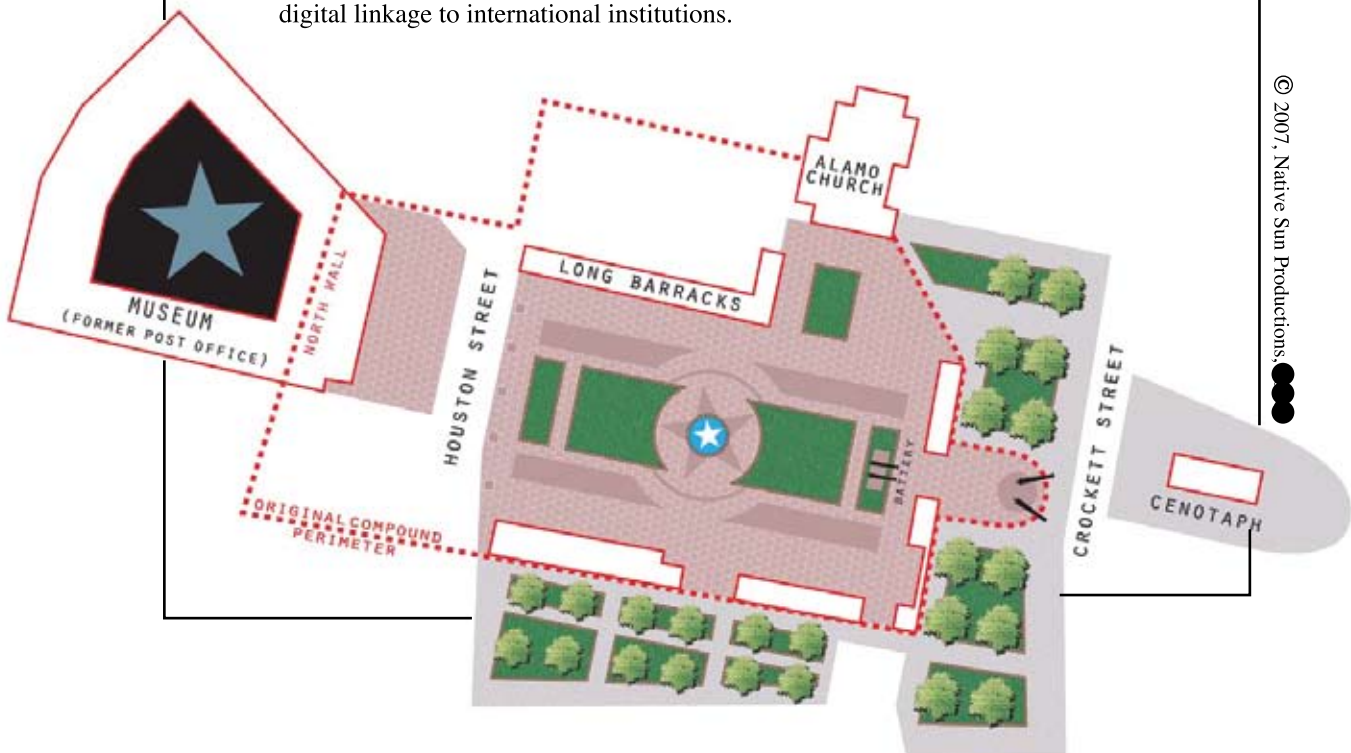 digital linkage to international institutions.
© 2007, Native Sun Productions,
ALAMO
CHURCH
LONG BARRACKS
MUSEUM
(FORMER POST OFFICE)
NORTH WALL
HOUSTON STREET
BATTERY
CROCKETT STREET
CENOTAPH
ORIGINAL COMPOUND
PERIMETER